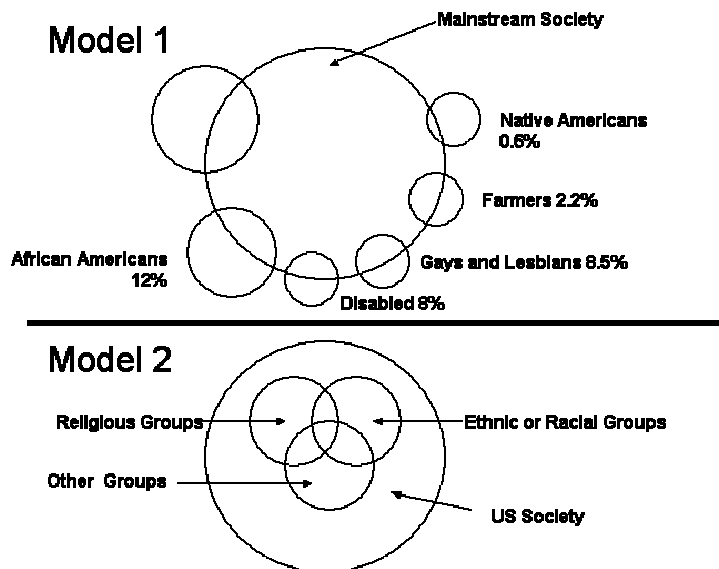 Model 1
Mainstream Society
Native Americans
0.6%
Farmers 2.2%
African Americans
12%
Gays and Lesbians 8.5%
Disabled 8%
Model 2
Religious Groups
Ethnic or Racial Groups
Other Groups
US Society